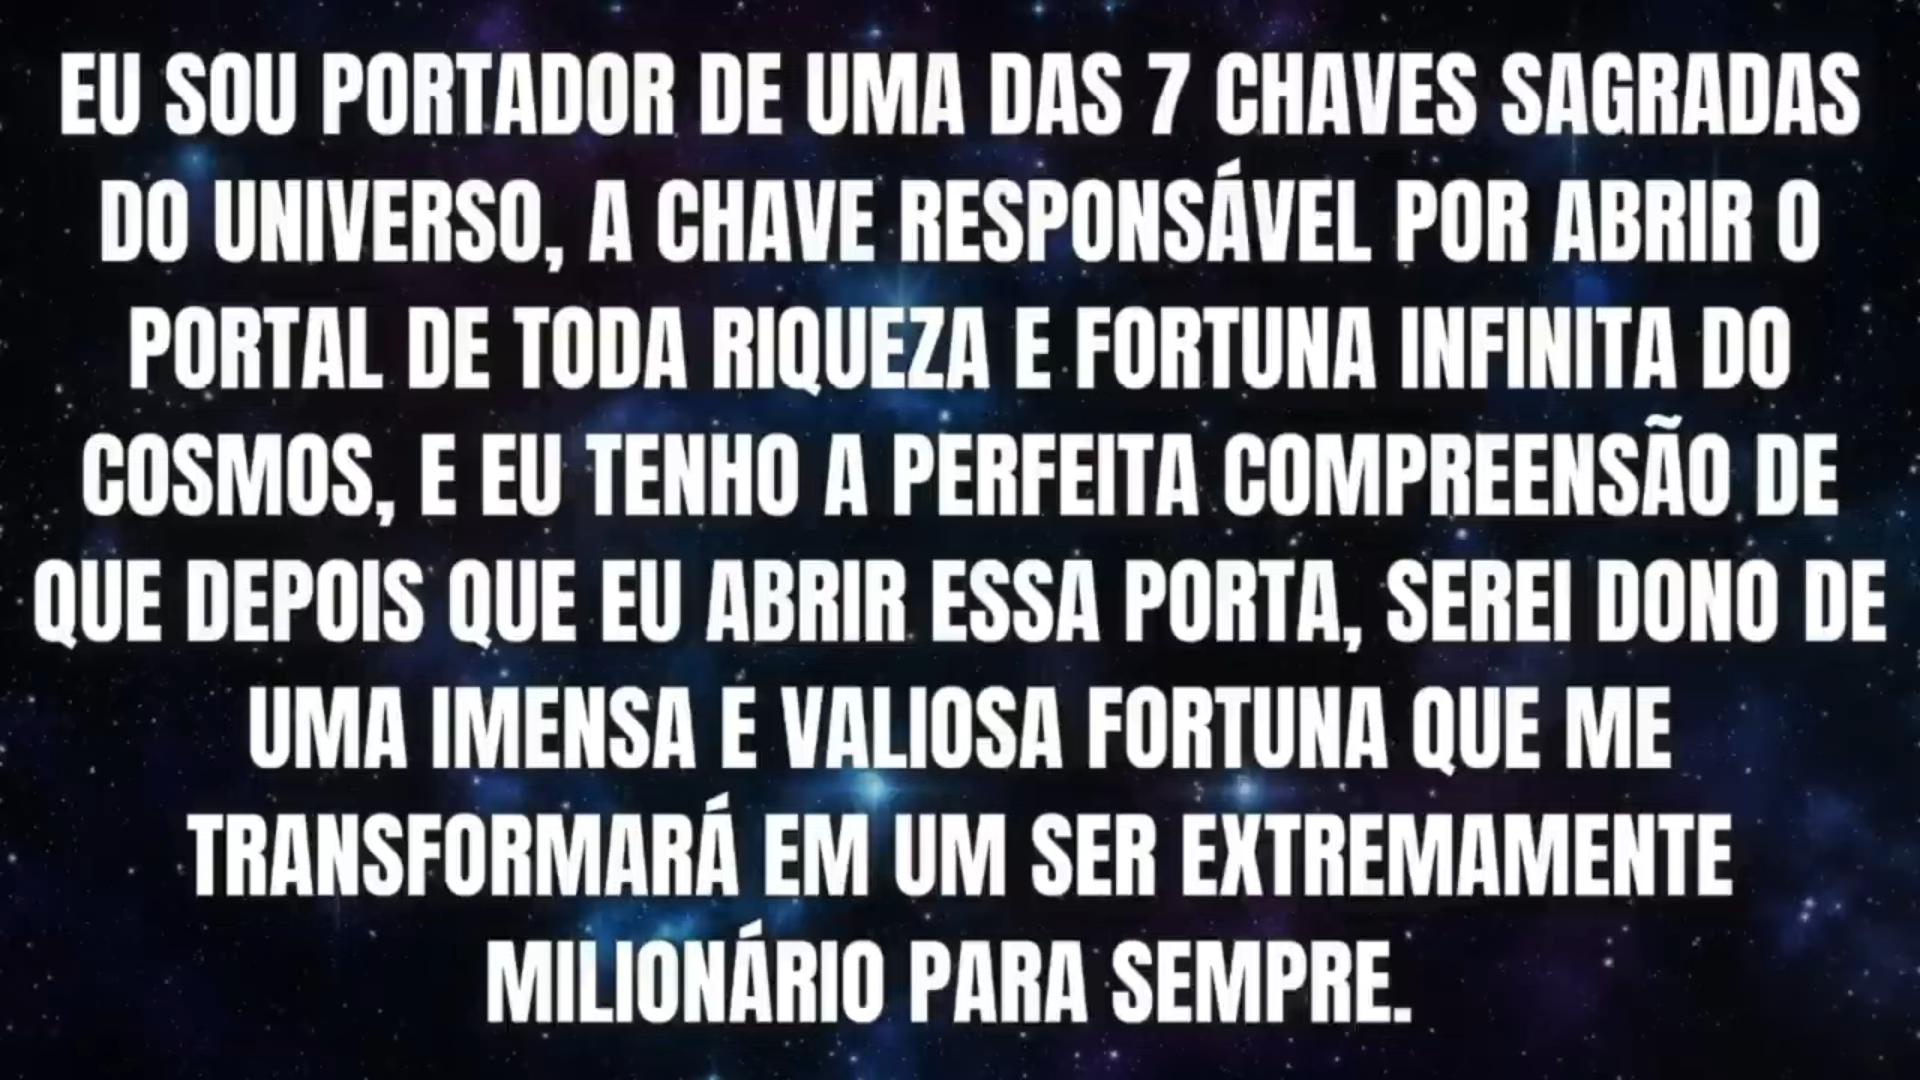 EU SOU PORTADOR DE UMA DAS 7 CHAVES SAGRADAS
DO UNIVERSO, A CHAVE RESPONSÁVEL POR ABRIR O
PORTAL DE TODA RIQUEZA E FORTUNA INFINITA DO
COSMOS, E EU TENHO A PERFEITA COMPREENSÃO DE
QUE DEPOIS QUE EU ABRIR ESSA PORTA, SEREI DONO DE
UMA IMENSA E VALIOSA FORTUNA QUE ME
TRANSFORMARÁ EM UM SER EXTREMAMENTE
MILIONÁRIO PARA SEMPRE.